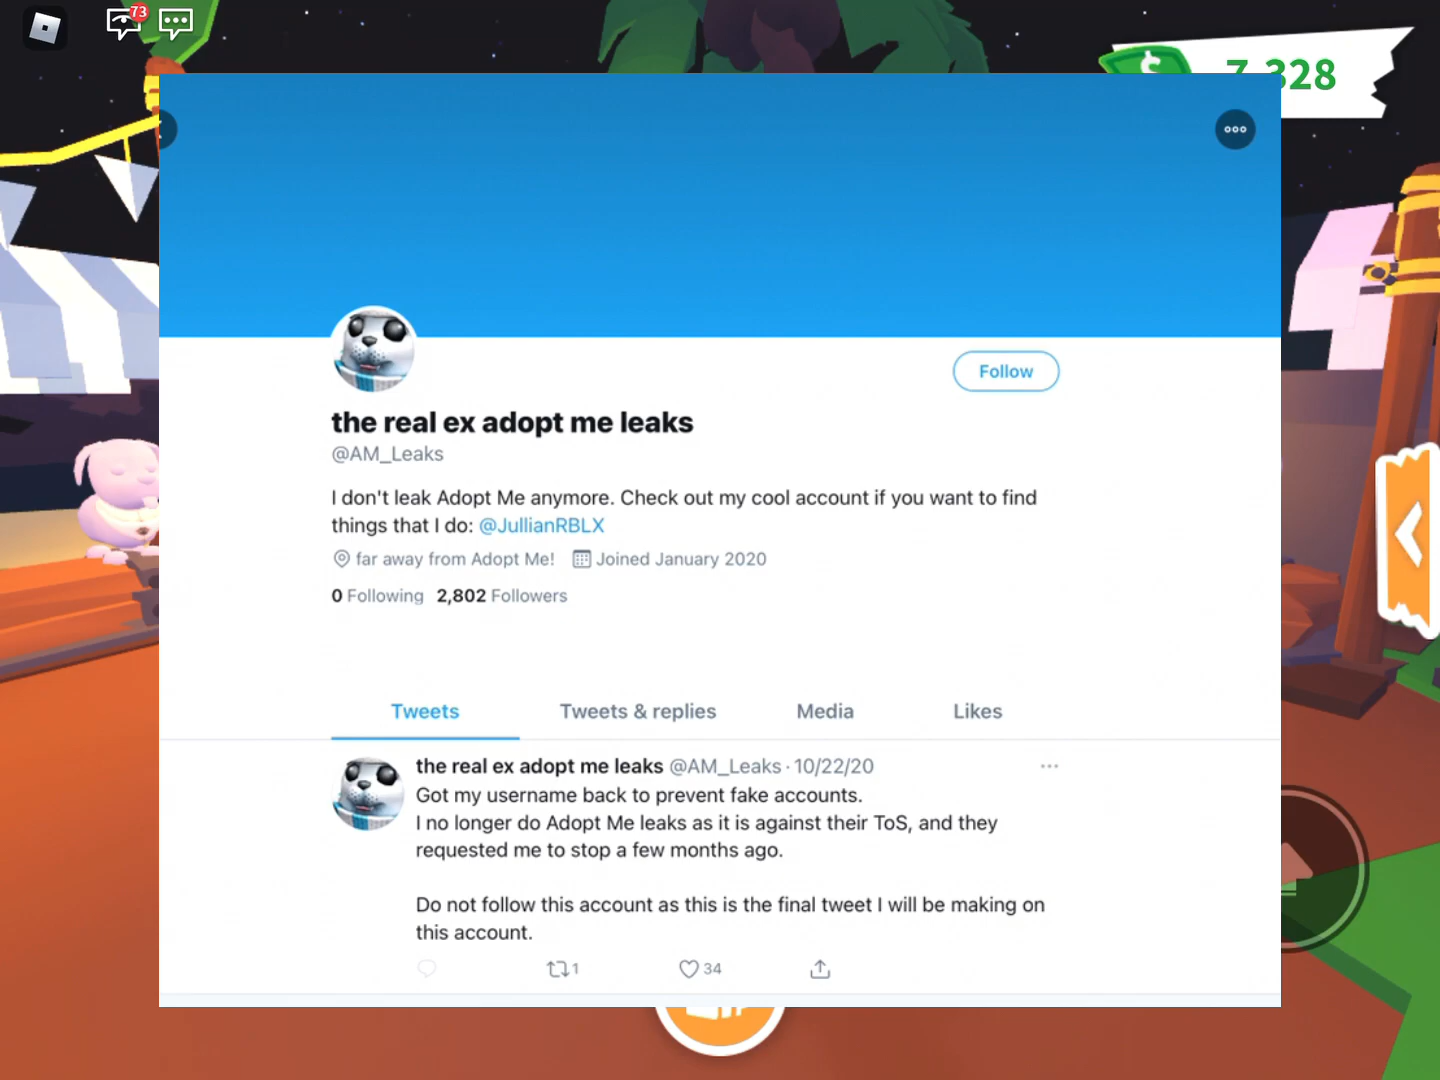 73
7,328
the real ex adopt me leaks
@AM_Leaks
Follow
I don't leak Adopt Me anymore. Check out my cool account if you want to find
things that I do: @JullianRBLX
far away from Adopt Me! Joined January 2020
0 Following 2,802 Followers
Tweets Tweets & replies Media Likes
the real ex adopt me leaks @AM_Leaks · 10/22/20
Got my username back to prevent fake accounts.
I no longer do Adopt Me leaks as it is against their ToS, and they
requested me to stop a few months ago.
Do not follow this account as this is the final tweet I will be making on
this account.
1 34